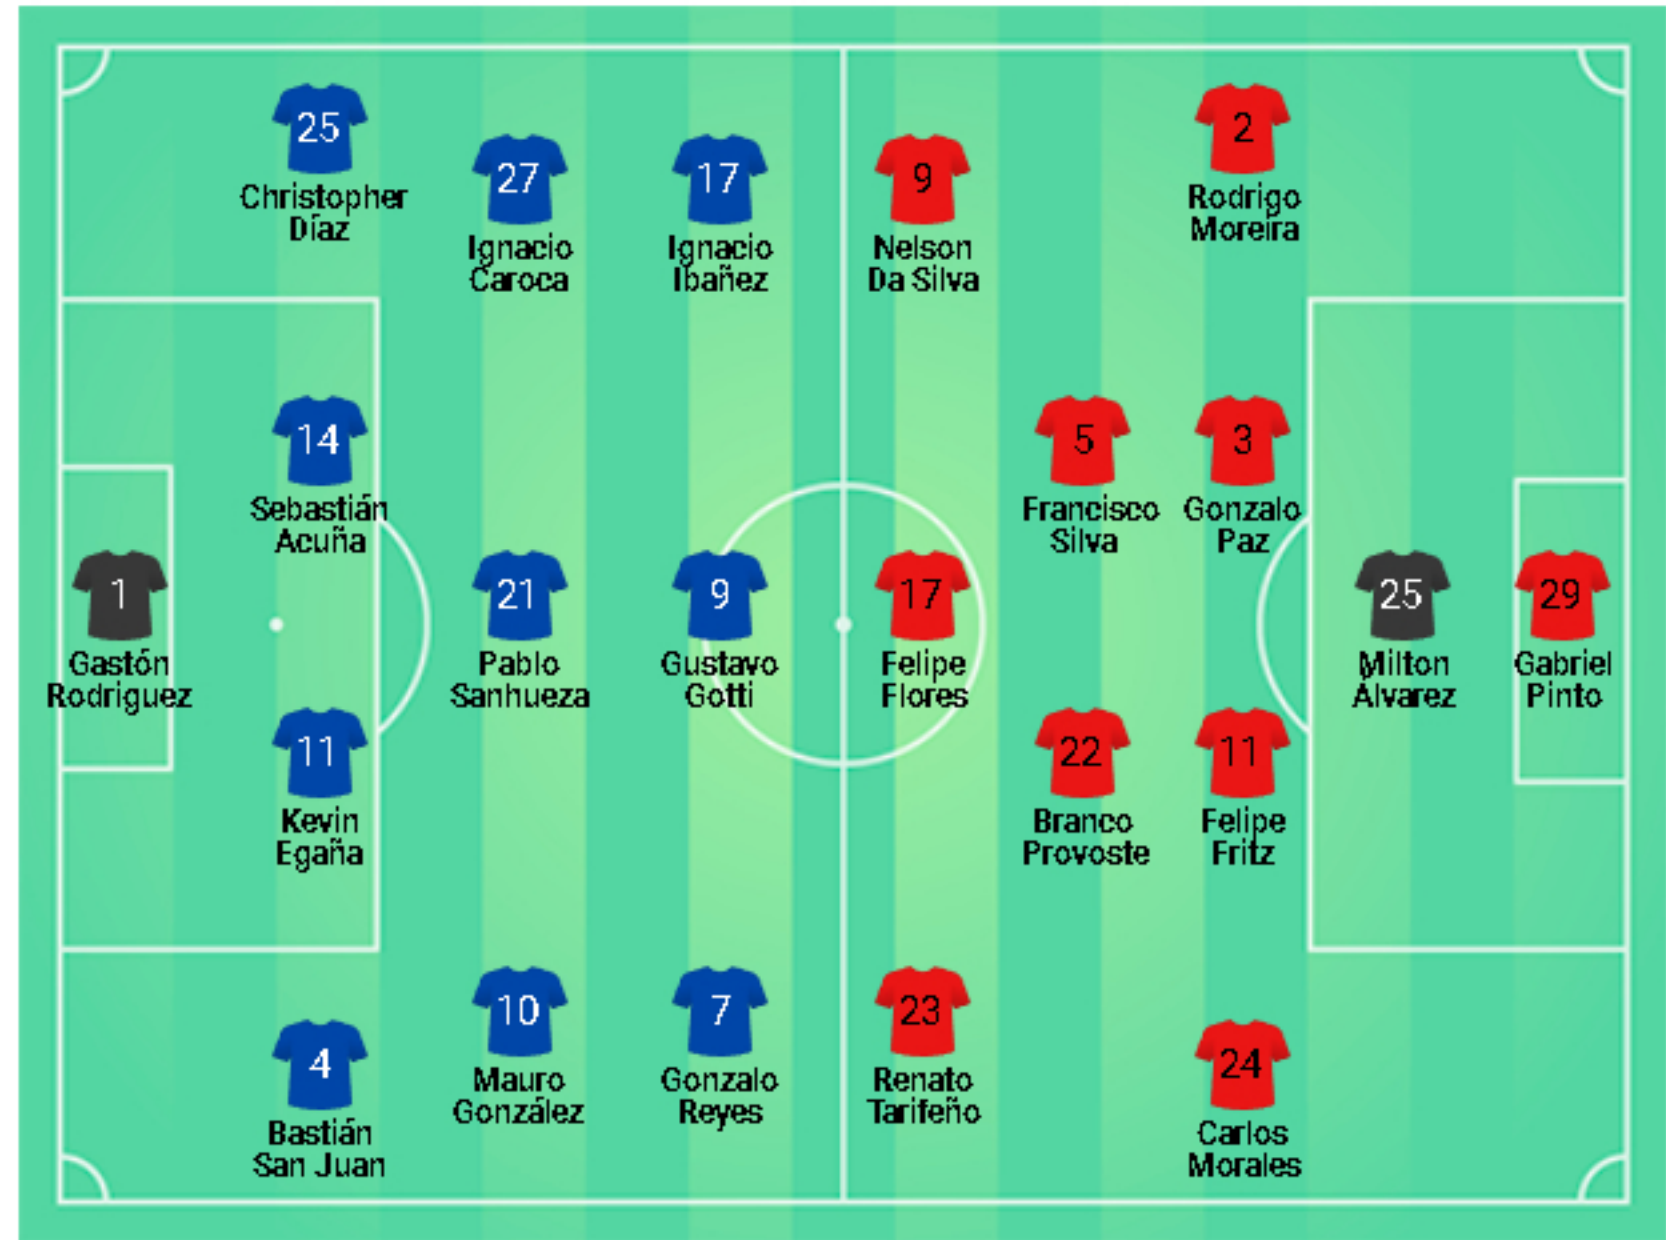 25
Christopher
Díaz
27
Ignacio
Caroca
17
Ignacio
Ibañez
9
Nelson
Da Silva
2
Rodrigo
Moreira
14
Sebastián
Acuña
5
Francisco
Silva
3
Gonzalo
Paz
1
Gastón
Rodriguez
21
Pablo
Sanhueza
9
Gustavo
Gotti
17
Felipe
Flores
25
Milton
Álvarez
29
Gabriel
Pinto
11
Kevin
Egaña
22
Branco
Provoste
11
Felipe
Fritz
4
Bastián
San Juan
10
Mauro
González
7
Gonzalo
Reyes
23
Renato
Tarifeño
24
Carlos
Morales